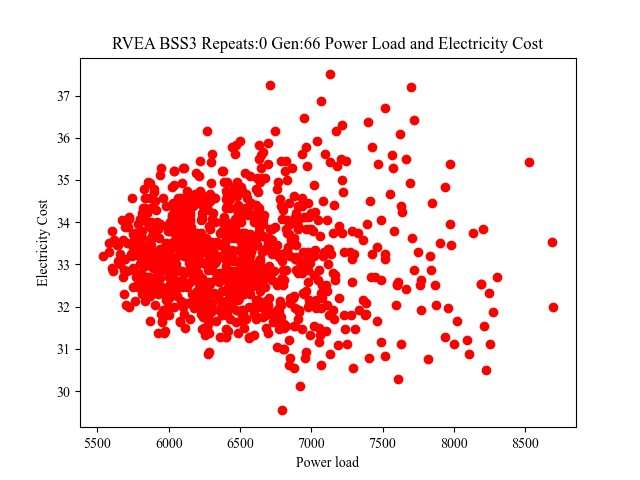 RVEA BSS3 Repeats:0 Gen:66 Power Load and Electricity Cost
37
36
35
34
33
32
31
30
Electricity Cost
5500 6000 6500 7000 7500 8000 8500
Power load